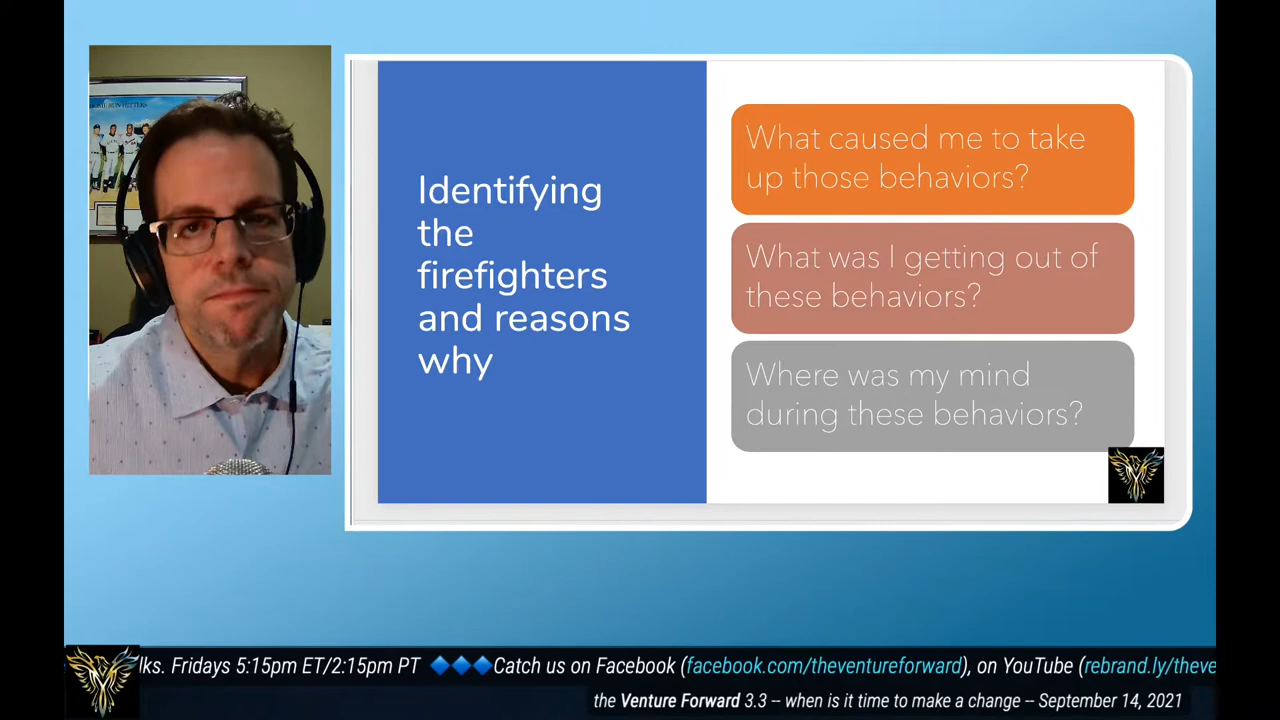 Identifying
the
firefighters
and reasons
why
What caused me to take
up those behaviors?
What was I getting out of
these behaviors?
Where was my mind
during these behaviors?
lks. Fridays 5:15pm ET/2:15pm PT 🔷🔷🔷Catch us on Facebook (facebook.com/theventureforward), on YouTube (rebrand.ly/theve
the Venture Forward 3.3 -- when is it time to make a change -- September 14, 2021